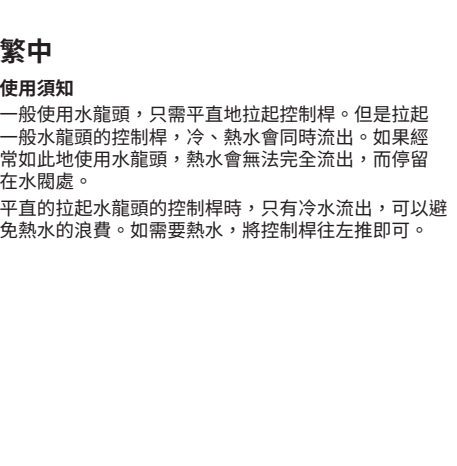 繁中
使用須知
一般使用水龍頭，只需平直地拉起控制桿。但是拉起
一般水龍頭的控制桿，冷、熱水會同時流出。如果經
常如此地使用水龍頭，熱水會無法完全流出，而停留
在水閥處。
平直的拉起水龍頭的控制桿時，只有冷水流出，可以避
免熱水的浪費。如需要熱水，將控制桿往左推即可。